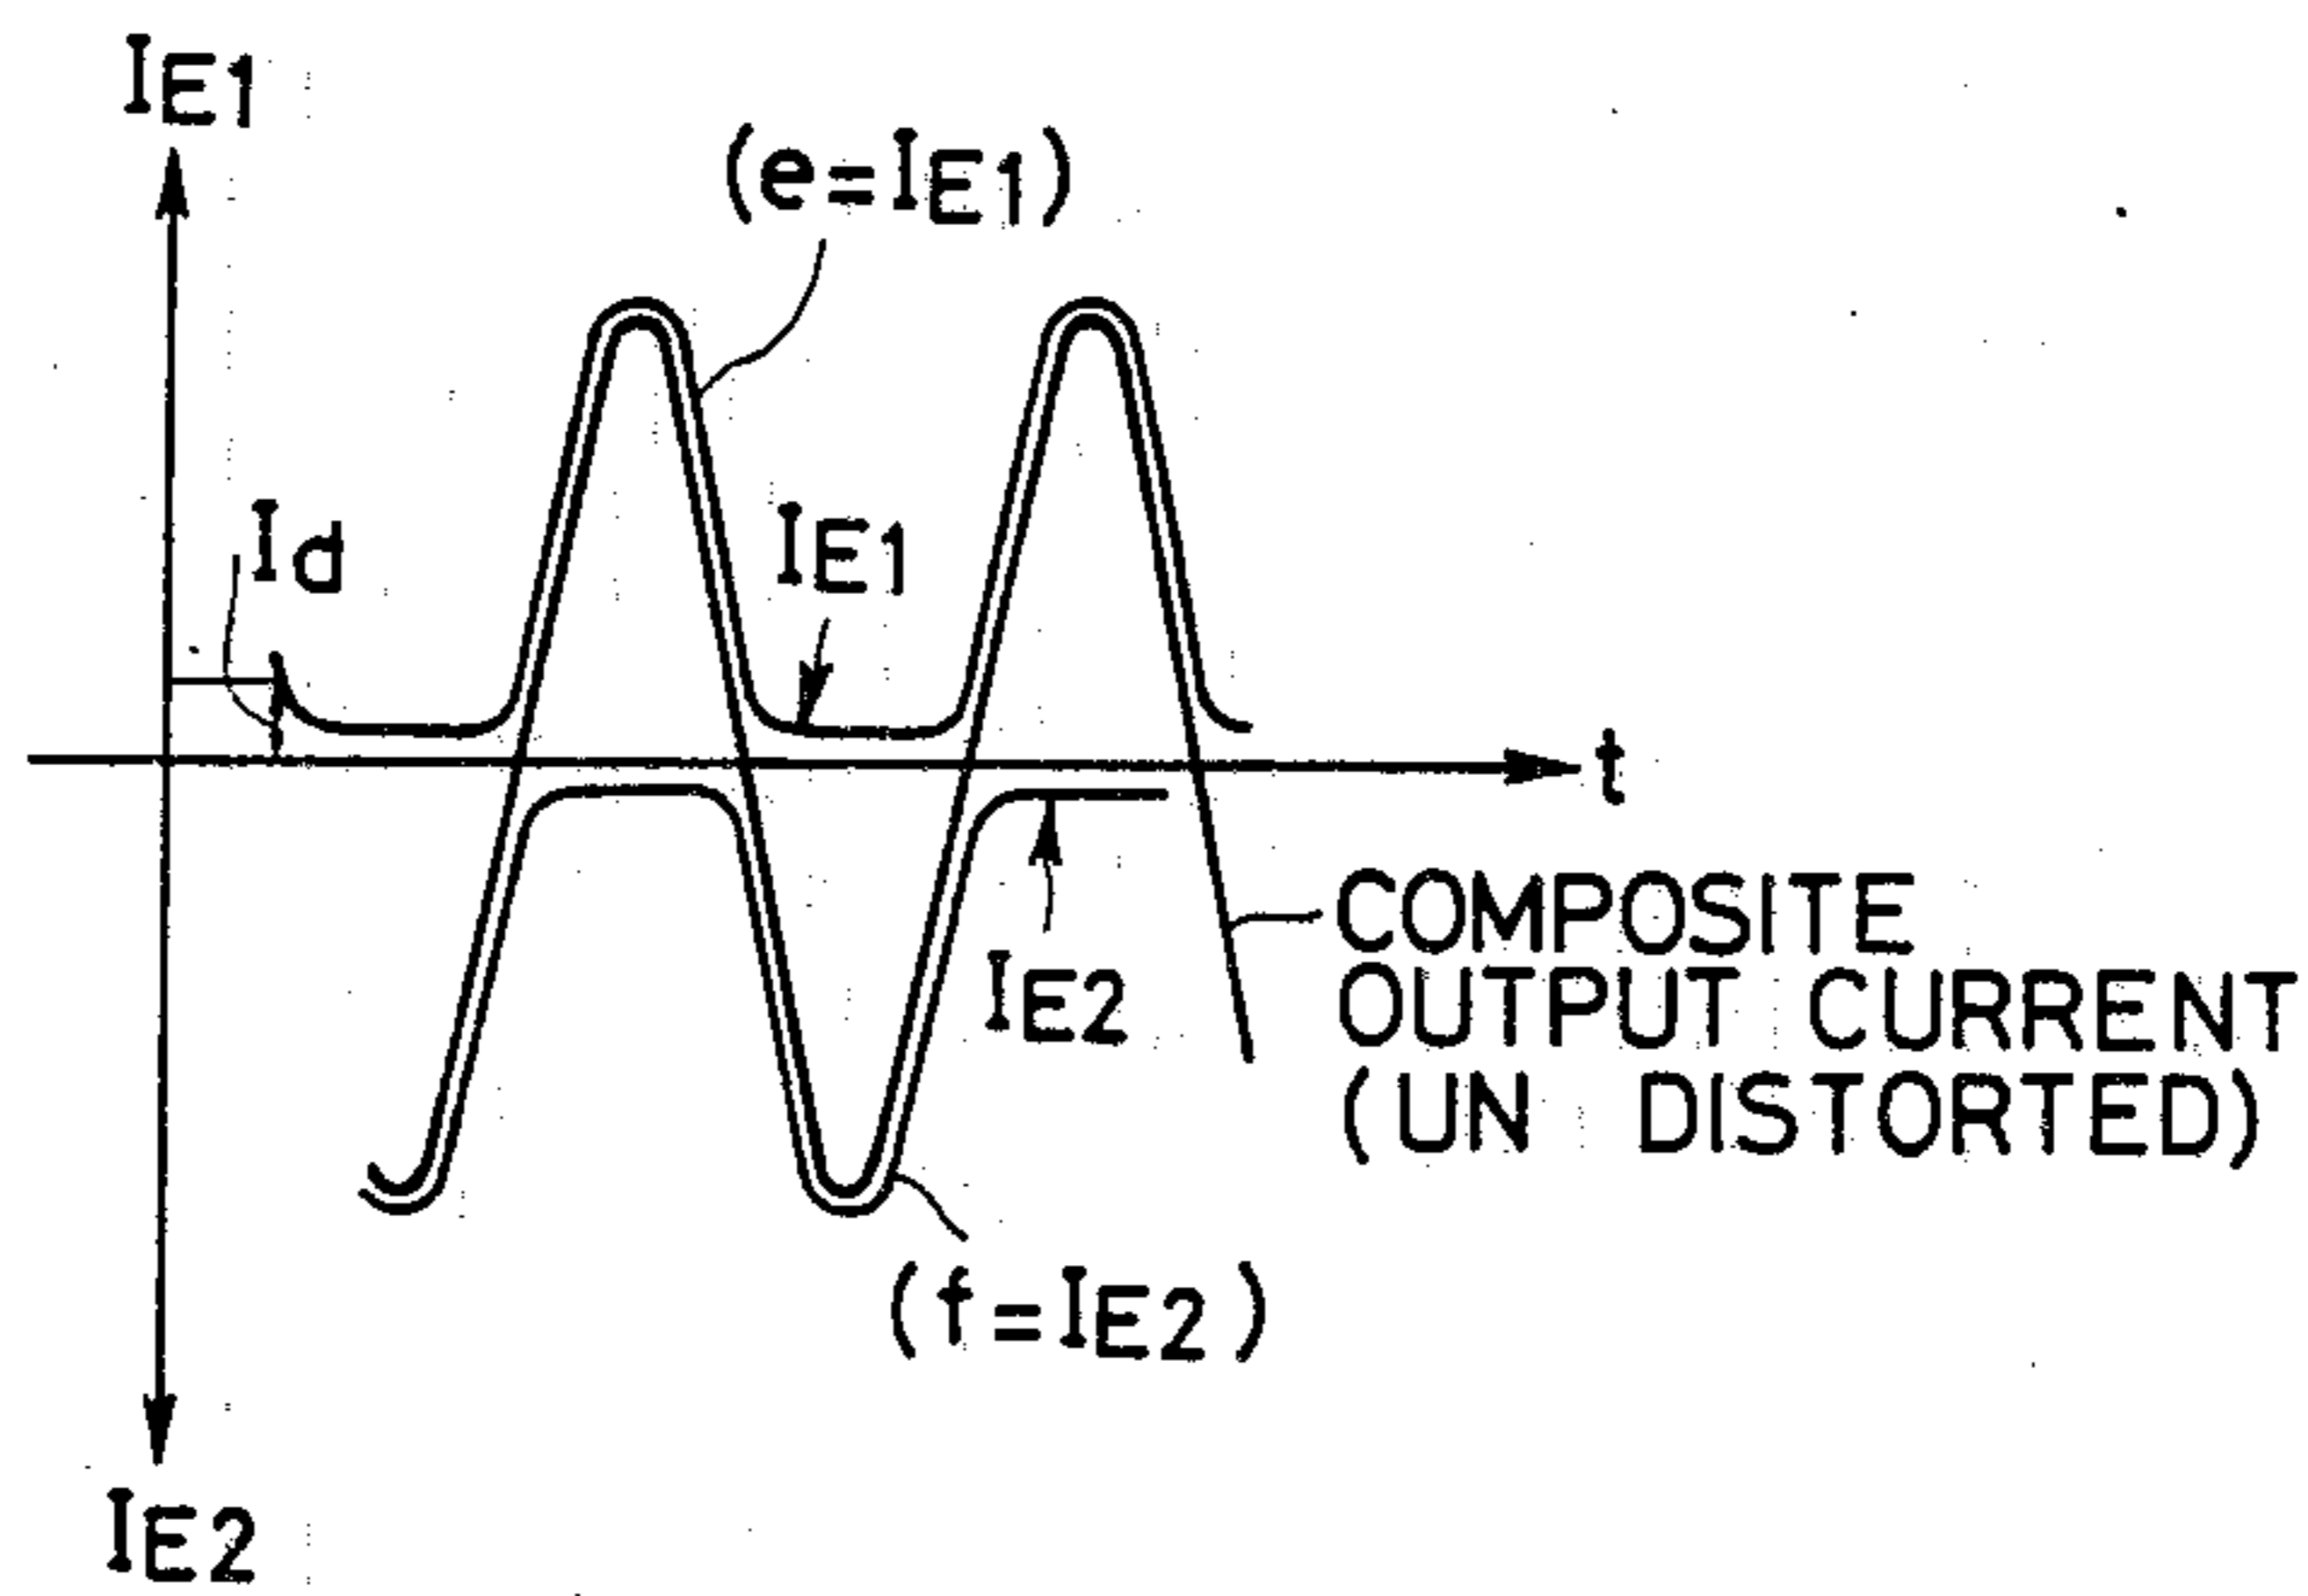 IE1
(e=IE1)
Id
IE1
t
COMPOSITE
OUTPUT CURRENT
(UN DISTORTED)
IE2
(f=IE2)
IE2